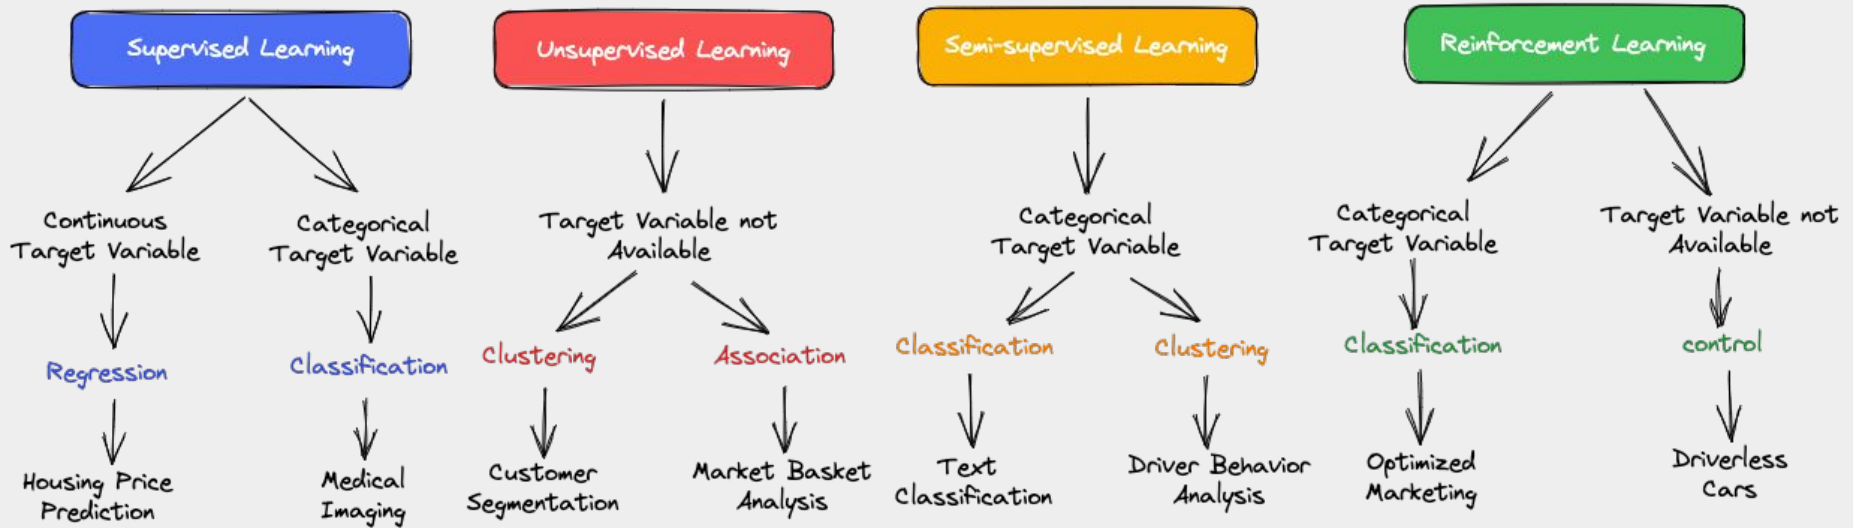 Supervised Learning
Unsupervised Learning
Semi-supervised Learning
Reinforcement Learning
Continuous
Target Variable
Categorical
Target Variable
Target Variable not
Available
Categorical
Target Variable
Categorical
Target Variable
Target Variable not
Available
Regression
Classification
Clustering
Association
Classification
Clustering
Classification
control
Housing Price
Prediction
Medical
Imaging
Customer
Segmentation
Market Basket
Analysis
Text
Classification
Driver Behavior
Analysis
Optimized
Marketing
Driverless
Cars